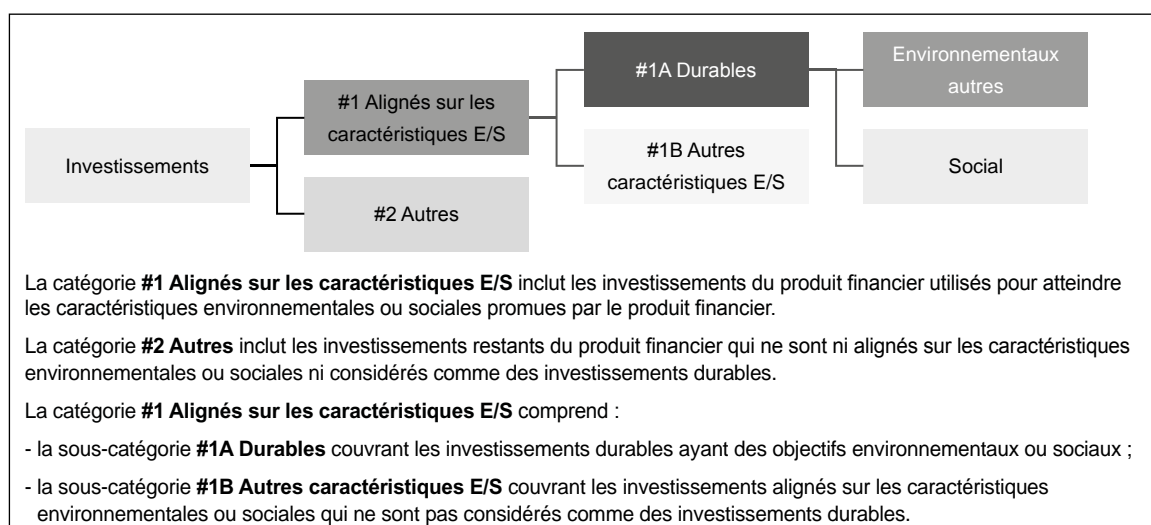 Investissements
#1 Alignés sur les
caractéristiques E/S
#2 Autres
#1A Durables
#1B Autres
caractéristiques E/S
Environnementaux
autres
Social
La catégorie #1 Alignés sur les caractéristiques E/S inclut les investissements du produit financier utilisés pour atteindre
les caractéristiques environnementales ou sociales promues par le produit financier.
La catégorie #2 Autres inclut les investissements restants du produit financier qui ne sont ni alignés sur les caractéristiques
environnementales ou sociales ni considérés comme des investissements durables.
La catégorie #1 Alignés sur les caractéristiques E/S comprend :
- la sous-catégorie #1A Durables couvrant les investissements durables ayant des objectifs environnementaux ou sociaux ;
- la sous-catégorie #1B Autres caractéristiques E/S couvrant les investissements alignés sur les caractéristiques
environnementales ou sociales qui ne sont pas considérés comme des investissements durables.